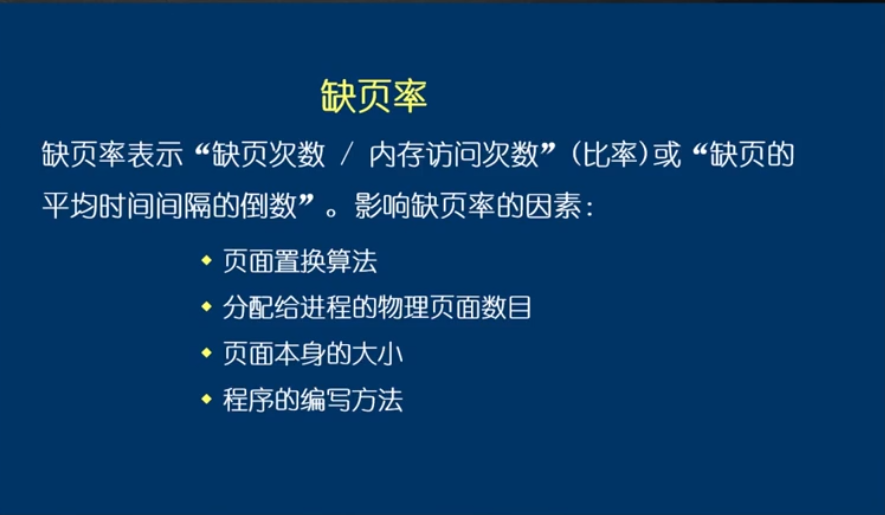 缺页率
缺页率表示“缺页次数 / 内存访问次数”(比率)或“缺页的
平均时间间隔的倒数”。影响缺页率的因素:
◆ 页面置换算法
◆ 分配给进程的物理页面数目
◆ 页面本身的大小
◆ 程序的编写方法